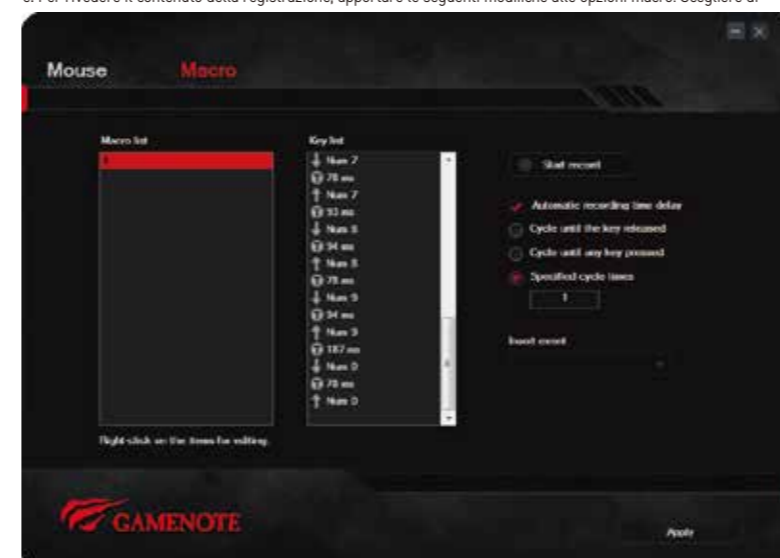 Mouse
Macro
Macro list
Key list
Num 7
78 ms
Num 7
93 ms
Num 8
94 ms
Num 8
78 ms
Num 9
94 ms
Num 9
187 ms
Num 0
78 ms
Num 0
Start record
Automatic recording time delay
Cycle until the key released
Cycle until any key pressed
Specified cycle times
1
Insert event
Right-click on the items for editing.
GAMENOTE
Apply